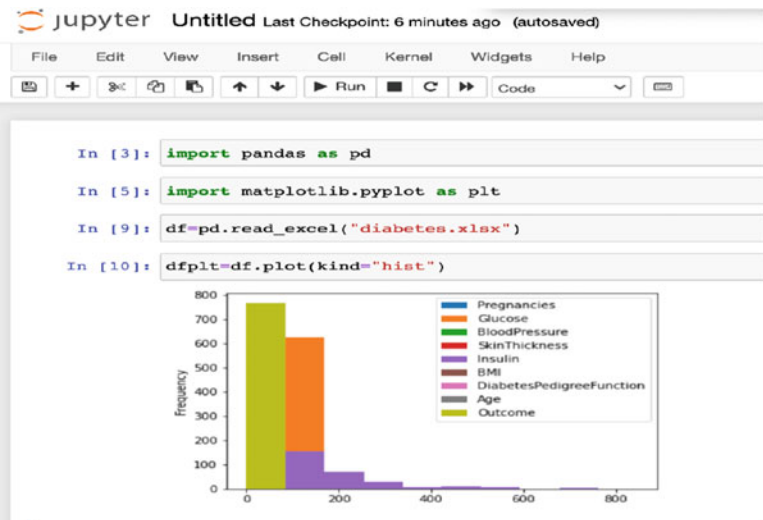 jupyter Untitled Last Checkpoint: 6 minutes ago (autosaved)
File Edit View Insert Cell Kernel Widgets Help
Run Code
In [3]: import pandas as pd
In [5]: import matplotlib.pyplot as plt
In [9]: df=pd.read_excel("diabetes.xlsx")
In [10]: dfplt=df.plot(kind="hist")
800
700
600
500
400
300
200
100
0
Frequency
Pregnancies
Glucose
BloodPressure
SkinThickness
Insulin
BMI
DiabetesPedigreeFunction
Age
Outcome
0 200 400 600 800